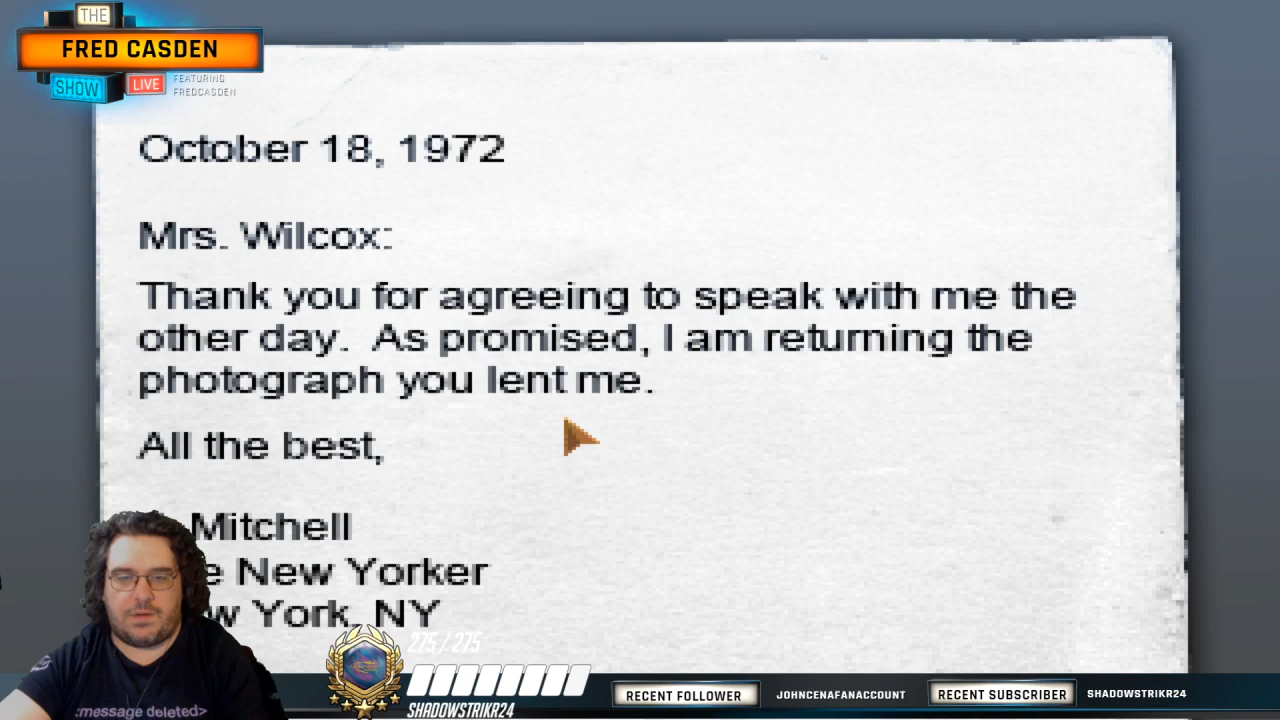 THE
FRED CASDEN
SHOW
LIVE
FEATURING
FREDCASDEN
October 18, 1972
Mrs. Wilcox:
Thank you for agreeing to speak with me the
other day. As promised, I am returning the
photograph you lent me.
All the best,
Mitchell
New Yorker
York, NY
:message deleted>
275 / 275
SHADOWSTRIKR24
RECENT FOLLOWER
JOHNCENAFANACCOUNT
RECENT SUBSCRIBER
SHADOWSTRIKR24